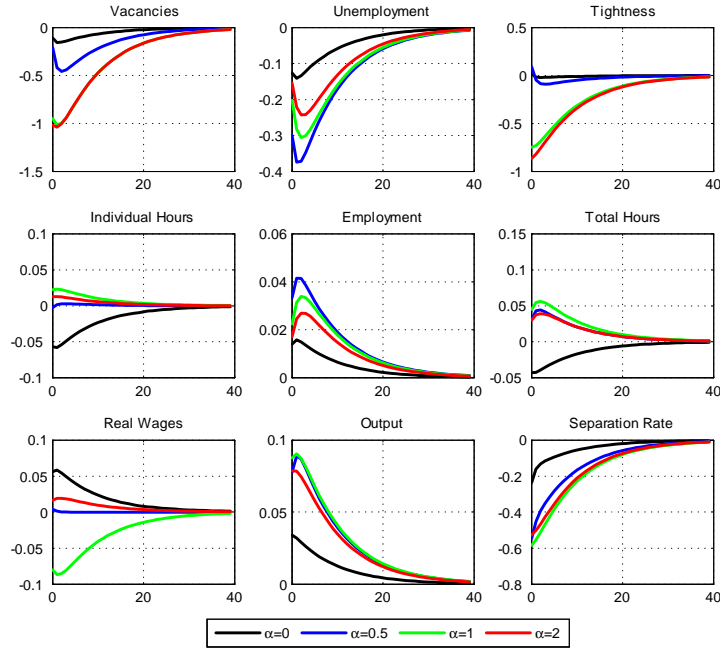 Vacancies
0
-0.5
-1
-1.5
0 20 40
Unemployment
0
-0.1
-0.2
-0.3
-0.4
0 20 40
Tightness
1
0.5
0
-0.5
-1
0 20 40
Individual Hours
0.1
0.05
0
-0.05
-0.1
0 20 40
Employment
0.06
0.04
0.02
0
0 20 40
Total Hours
0.15
0.1
0.05
0
-0.05
0 20 40
Real Wages
0.1
0.05
0
-0.05
-0.1
0 20 40
Output
0.1
0.05
0
0 20 40
Separation Rate
0
-0.2
-0.4
-0.6
-0.8
0 20 40
α=0 α=0.5 α=1 α=2